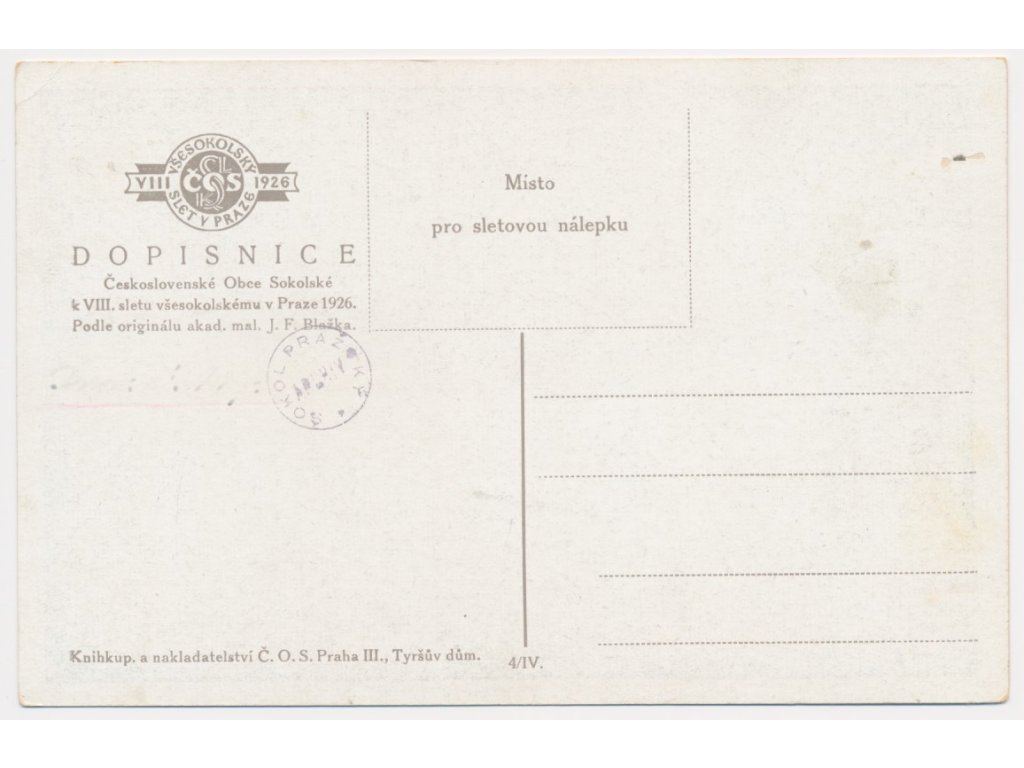 VŠESOKOLSKÝ
VIII ČOS 1926
SLET V PRAZE
DOPISNICE
Československé Obce Sokolské
k VIII. sletu všesokolskému v Praze 1926.
Podle originálu akad. mal. J. F. Blažka.
Místo
pro sletovou nálepku
SOKOL PRAŽSKÝ
ARCHIV
Knihkup. a nakladatelství Č. O. S. Praha III., Tyršův dům.
4/IV.